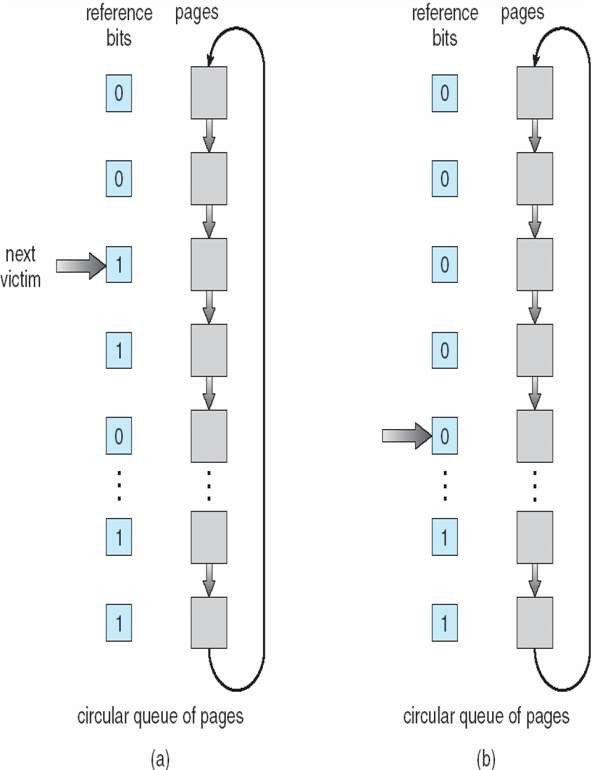 reference bits
pages
0
0
next victim
1
1
0
1
1
circular queue of pages
(a)
reference bits
pages
0
0
0
0
0
1
1
circular queue of pages
(b)